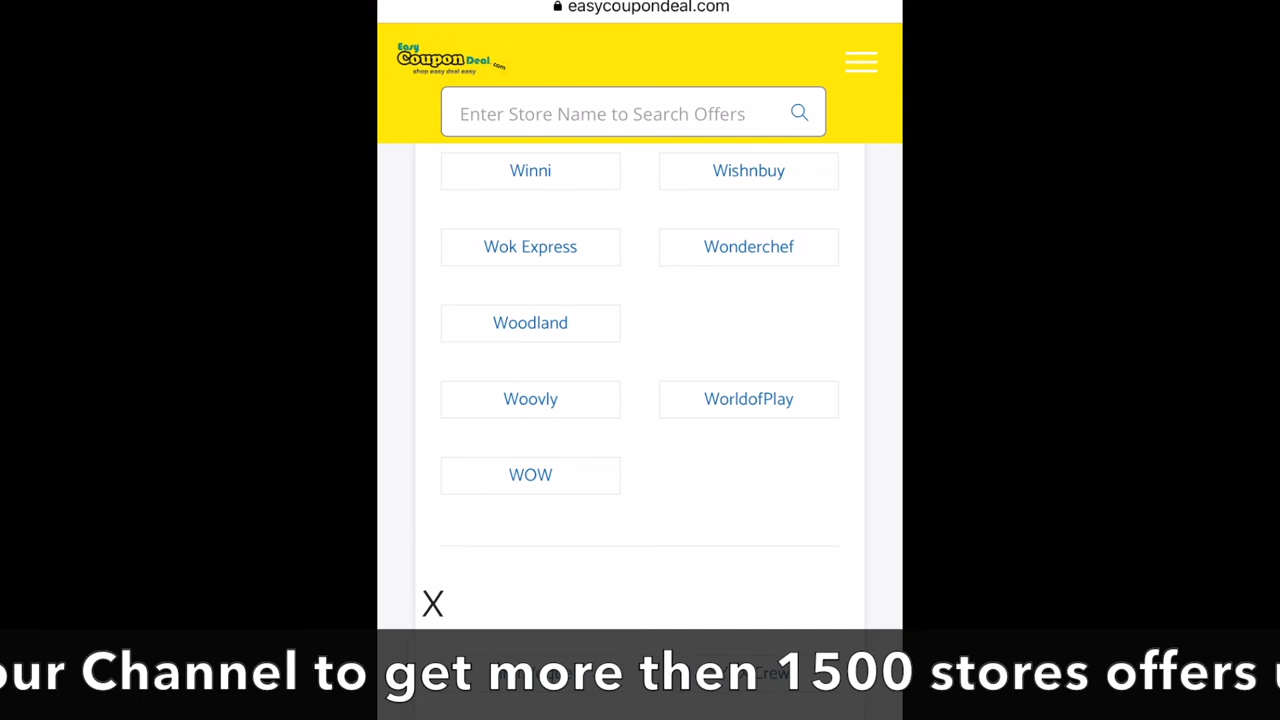 easycoupondeal.com
Easy
Coupon Deal.com
shop easy deal easy
Enter Store Name to Search Offers
Winni Wishnbuy
Wok Express Wonderchef
Woodland
Woovly WorldofPlay
WOW
X
our Channel to get more then 1500 stores offers
Crew